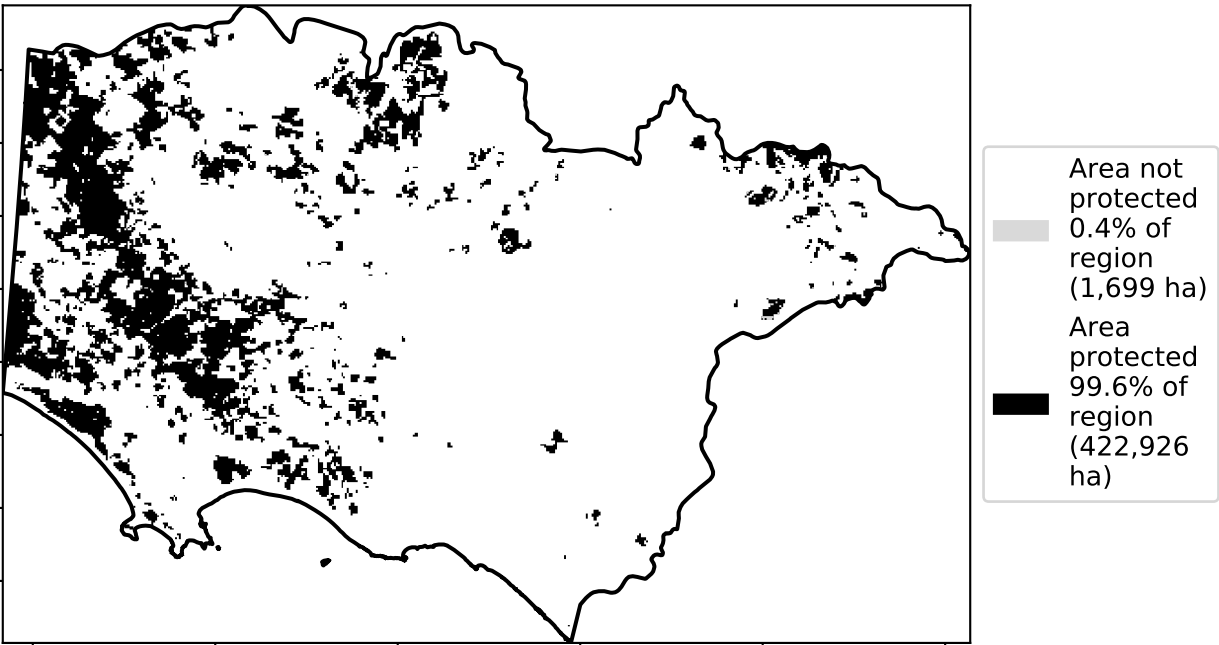 Area not
protected
0.4% of
region
(1,699 ha)
Area
protected
99.6% of
region
(422,926
ha)